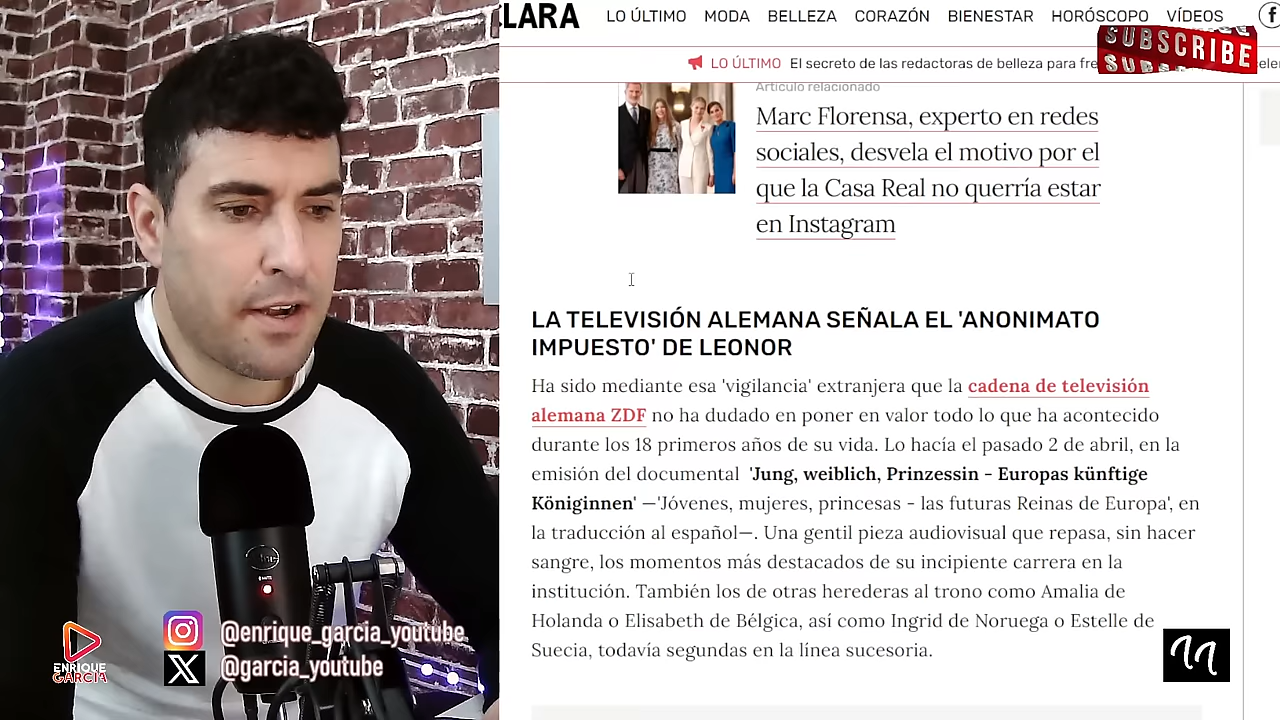 CLARA
LO ÚLTIMO MODA BELLEZA CORAZÓN BIENESTAR HORÓSCOPO VÍDEOS
SUBSCRIBE
LO ÚLTIMO El secreto de las redactoras de belleza para
Artículo relacionado
Marc Florensa, experto en redes
sociales, desvela el motivo por el
que la Casa Real no querría estar
en Instagram
LA TELEVISIÓN ALEMANA SEÑALA EL 'ANONIMATO
IMPUESTO' DE LEONOR
Ha sido mediante esa 'vigilancia' extranjera que la cadena de televisión
alemana ZDF no ha dudado en poner en valor todo lo que ha acontecido
durante los 18 primeros años de su vida. Lo hacía el pasado 2 de abril, en la
emisión del documental 'Jung, weiblich, Prinzessin - Europas künftige
Königinnen' —'Jóvenes, mujeres, princesas - las futuras Reinas de Europa', en
la traducción al español—. Una gentil pieza audiovisual que repasa, sin hacer
sangre, los momentos más destacados de su incipiente carrera en la
institución. También los de otras herederas al trono como Amalia de
Holanda o Elisabeth de Bélgica, así como Ingrid de Noruega o Estelle de
Suecia, todavía segundas en la línea sucesoria.
@enrique_garcia_youtube
@garcia_youtube
ENRIQUE
GARCIA